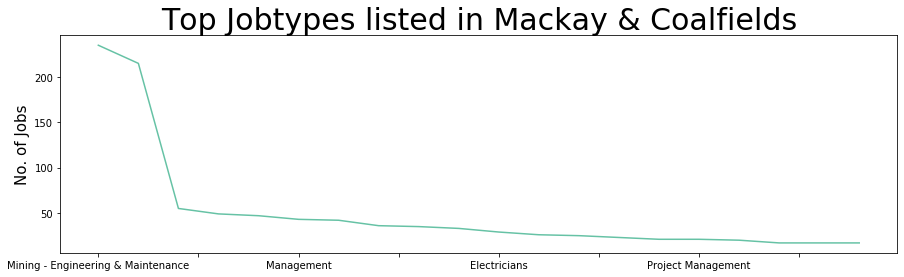 Top Jobtypes listed in Mackay & Coalfields
No. of Jobs
200
150
100
50
Mining - Engineering & Maintenance
Management
Electricians
Project Management